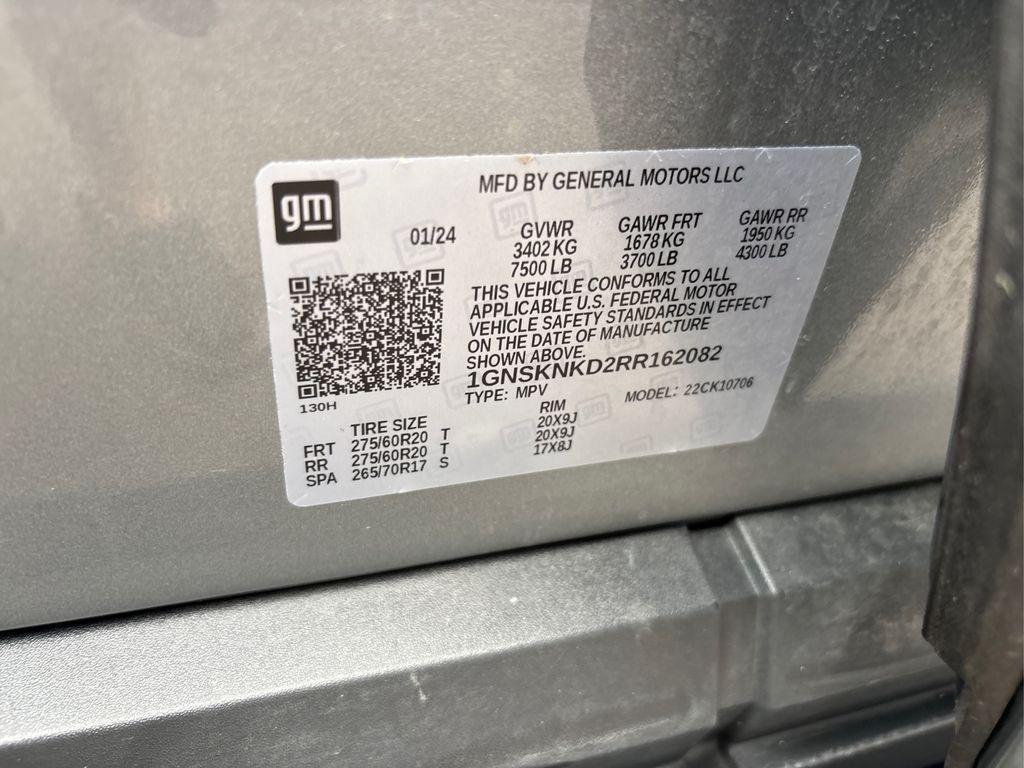 gm
MFD BY GENERAL MOTORS LLC
01/24
GVWR
3402 KG
7500 LB
GAWR FRT
1678 KG
3700 LB
GAWR RR
1950 KG
4300 LB
THIS VEHICLE CONFORMS TO ALL
APPLICABLE U.S. FEDERAL MOTOR
VEHICLE SAFETY STANDARDS IN EFFECT
ON THE DATE OF MANUFACTURE
SHOWN ABOVE.
1GNSKNKD2RR162082
TYPE: MPV MODEL: 22CK10706
130H
TIRE SIZE RIM
FRT 275/60R20 T 20X9J
RR 275/60R20 T 20X9J
SPA 265/70R17 S 17X8J